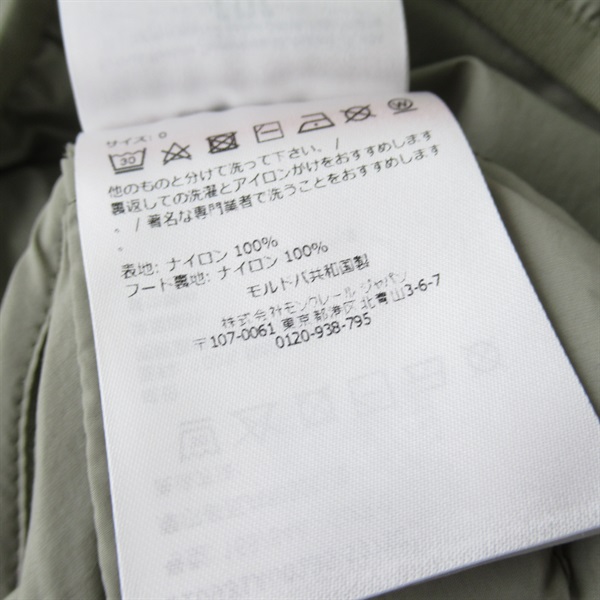 サイズ: 0
30
W
他のものと分けて洗って下さい。/
裏返しての洗濯とアイロンがけをおすすめします
。/ 著名な専門業者で洗うことをおすすめします
。
表地: ナイロン 100%
フート裏地: ナイロン 100%
モルドバ共和国製
株式会社モンクレール ジャパン
〒107-0061 東京都港区 北青山3-6-7
0120-938-795